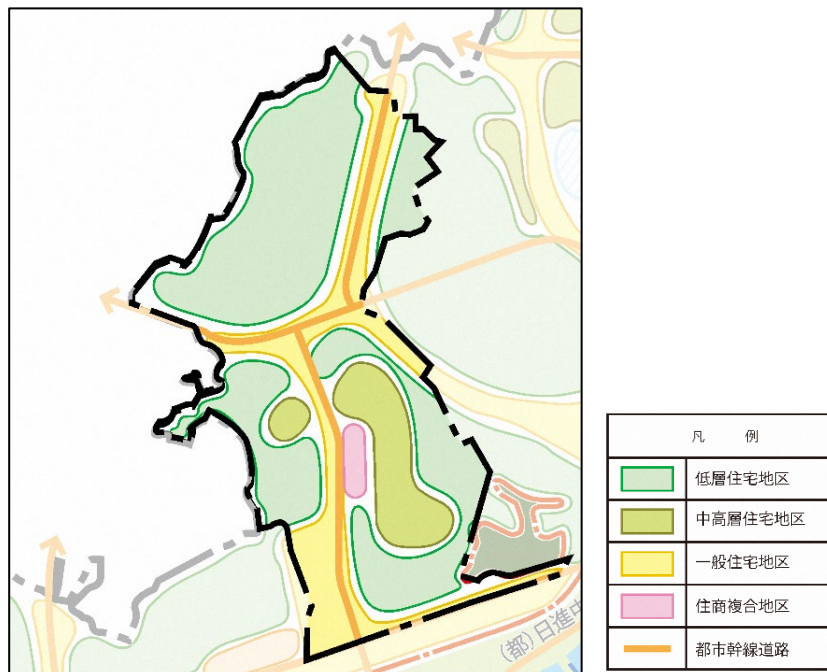 (都)日進中
凡 例
低層住宅地区
中高層住宅地区
一般住宅地区
住商複合地区
都市幹線道路